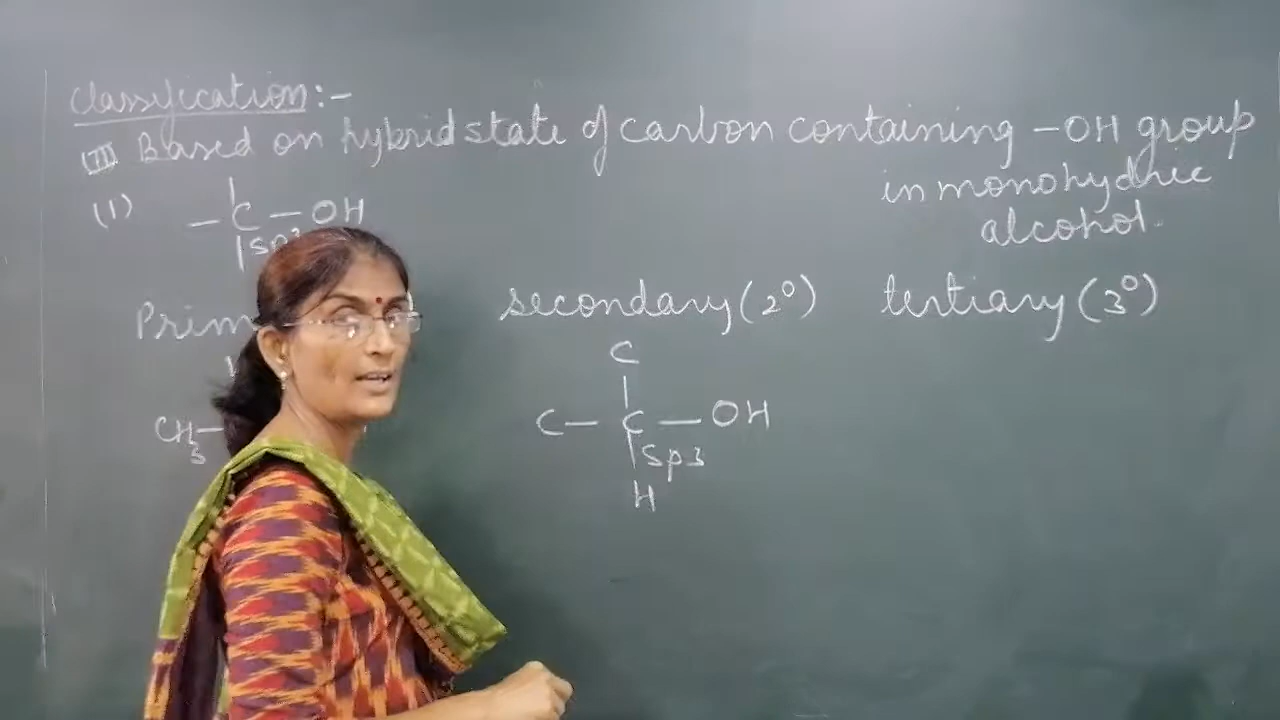 Classification:-
(II) Based on hybrid state of carbon containing -OH group
in monohydric
alcohol.
(1) - C - OH
sp3
Prim
secondary (2°) tertiary (3°)
C
CH3-
C - C - OH
sp3
H